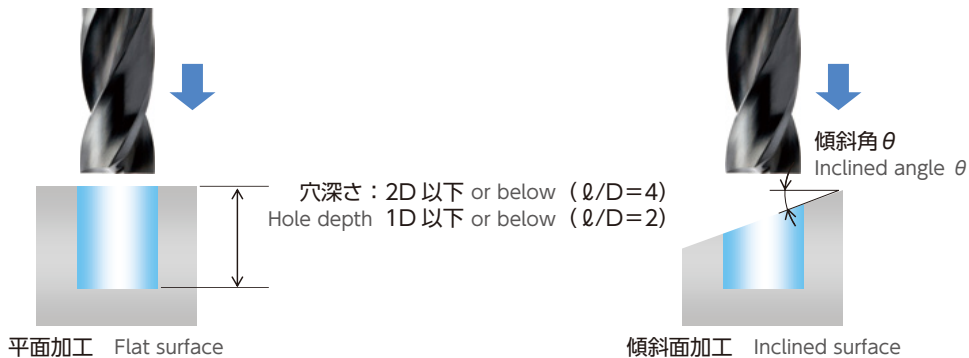 傾斜角θ
Inclined angle θ
穴深さ：2D 以下 or below（ℓ/D＝4）
Hole depth 1D 以下 or below（ℓ/D＝2）
平面加工 Flat surface
傾斜面加工 Inclined surface